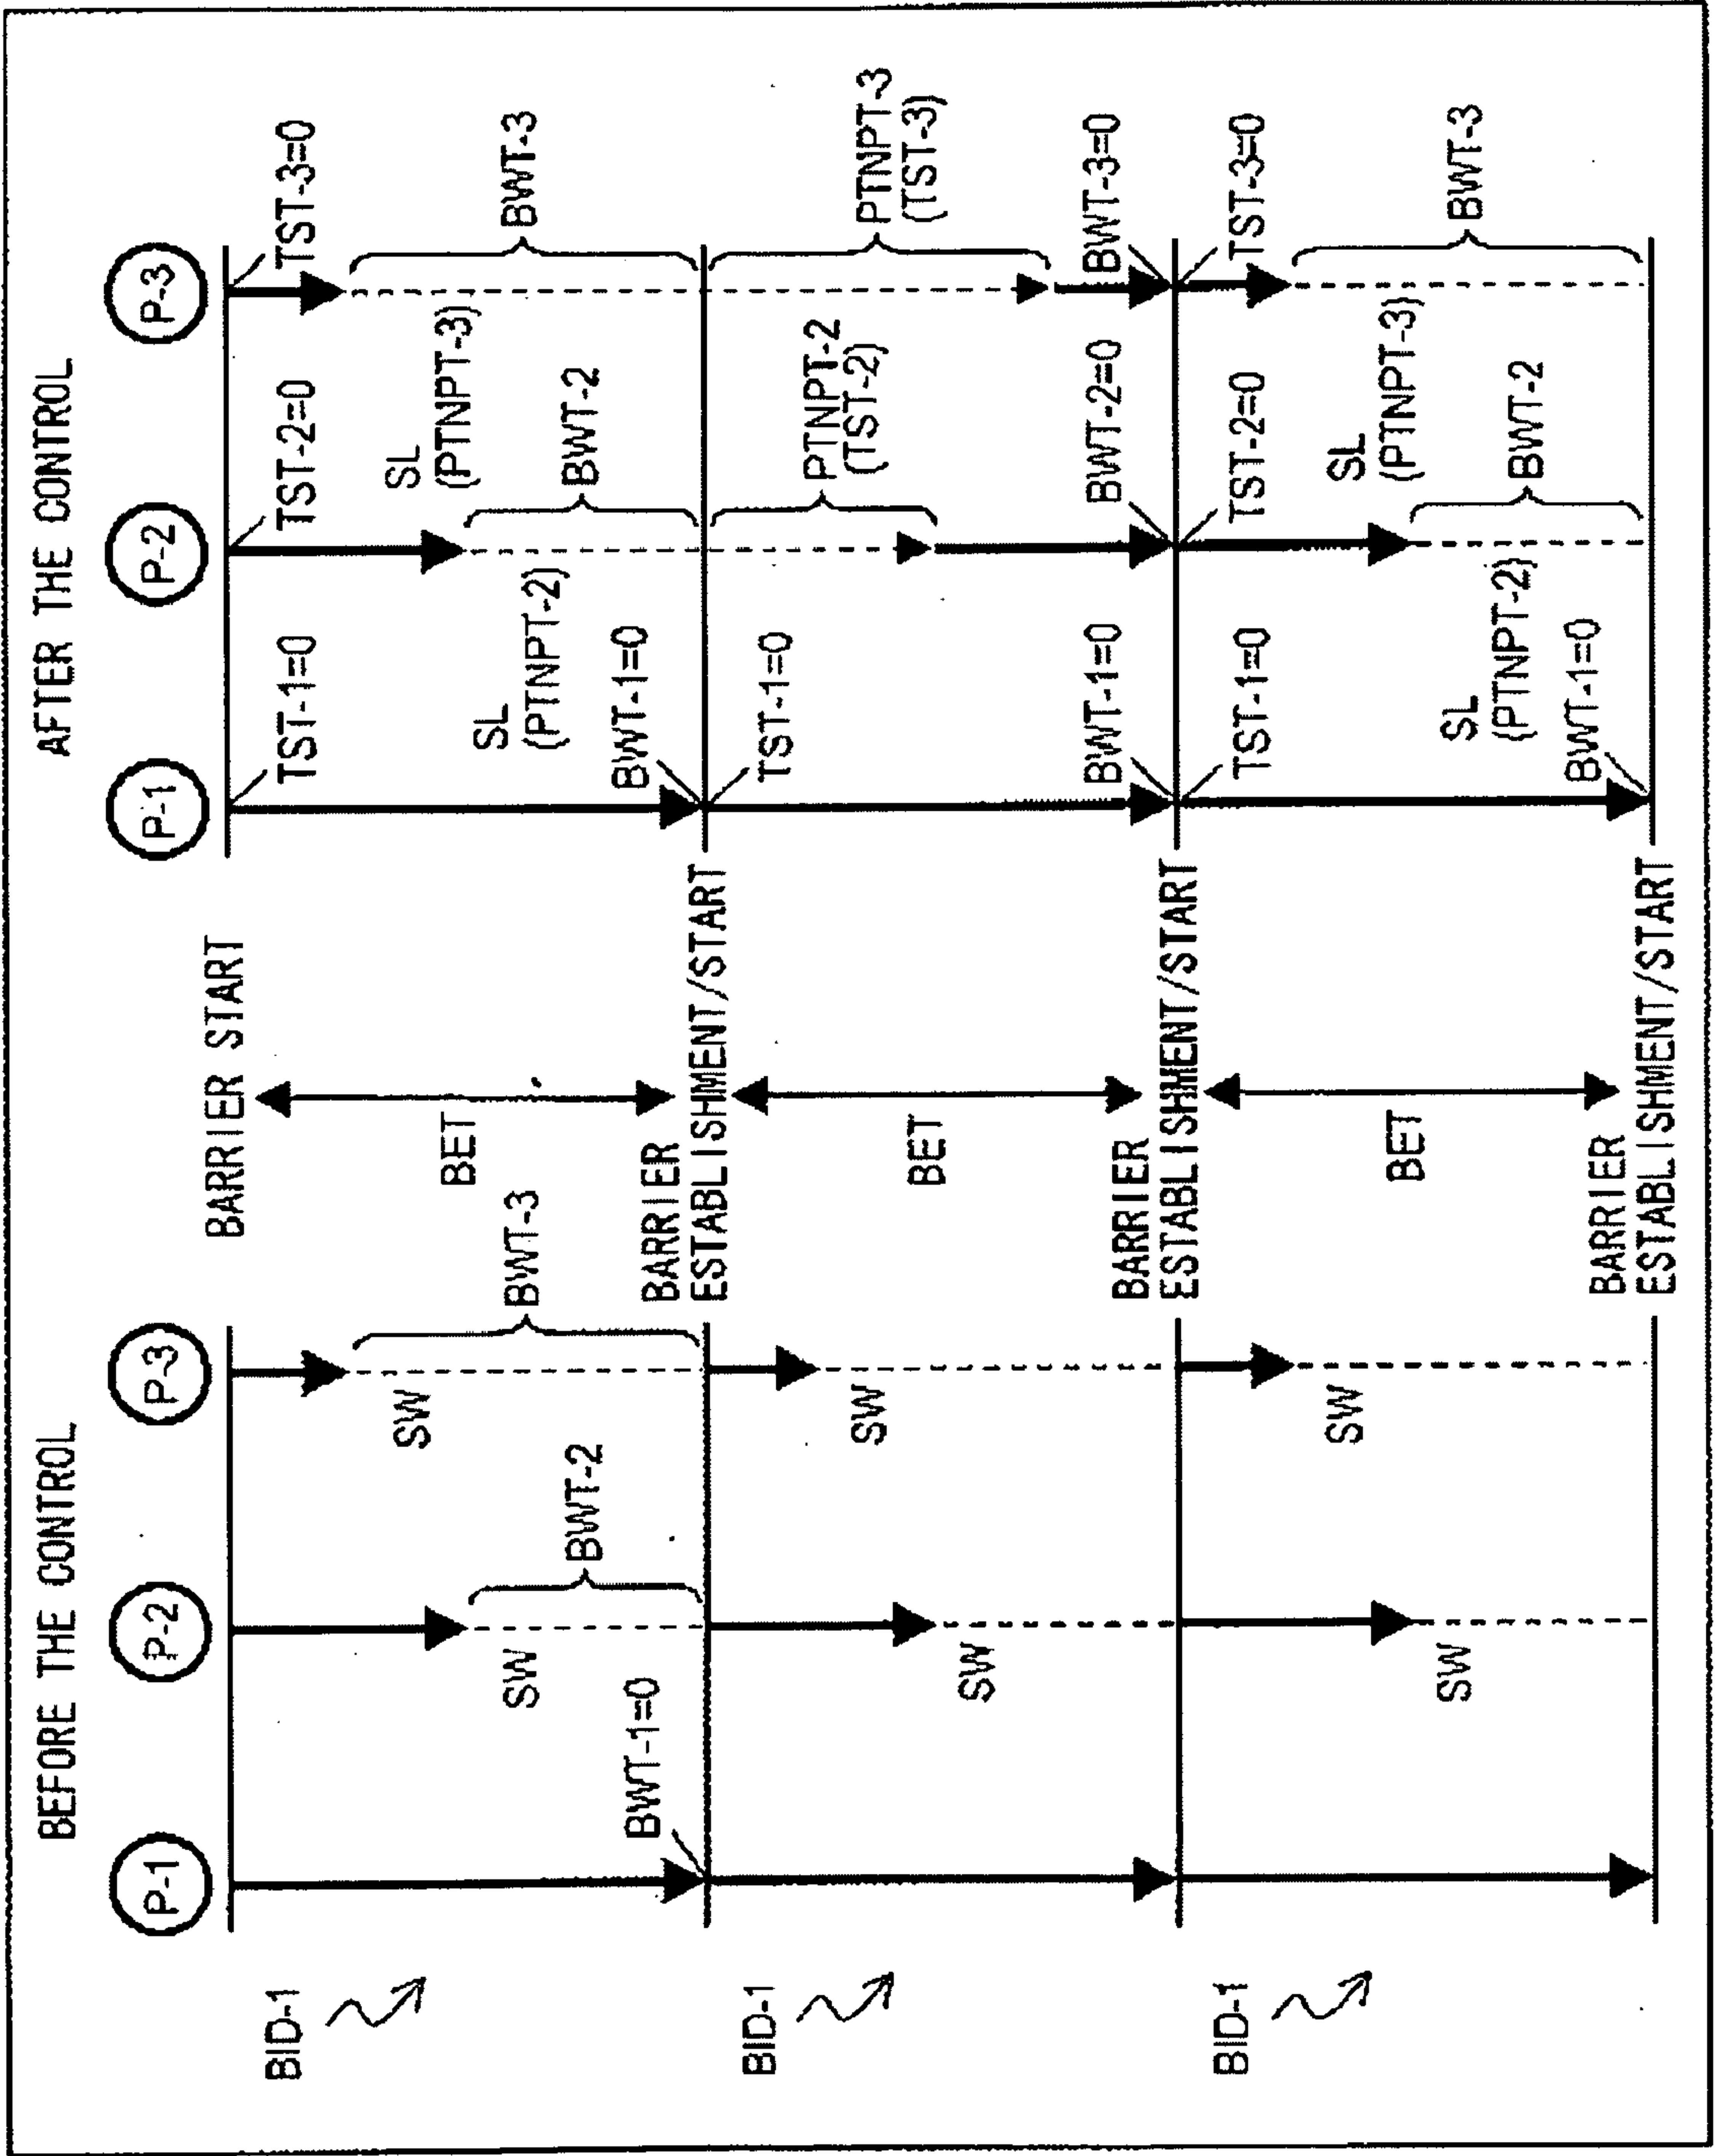 BEFORE THE CONTROL
P-1
P-2
P-3
BID-1
SW
BWT-3
SW
BWT-2
BWT-1=0
BID-1
SW
SW
BID-1
SW
SW
BARRIER START
BET
BARRIER
ESTABLISHMENT/START
BET
BARRIER
ESTABLISHMENT/START
BET
BARRIER
ESTABLISHMENT/START
AFTER THE CONTROL
P-1
P-2
P-3
TST-1=0
TST-2=0
TST-3=0
SL
(PTNPT-3)
BWT-3
SL
(PTNPT-2)
BWT-2
BWT-1=0
TST-1=0
PTNPT-2
(TST-2)
PTNPT-3
(TST-3)
BWT-1=0
BWT-2=0
BWT-3=0
TST-1=0
TST-2=0
TST-3=0
SL
(PTNPT-3)
BWT-3
SL
(PTNPT-2)
BWT-2
BWT-1=0